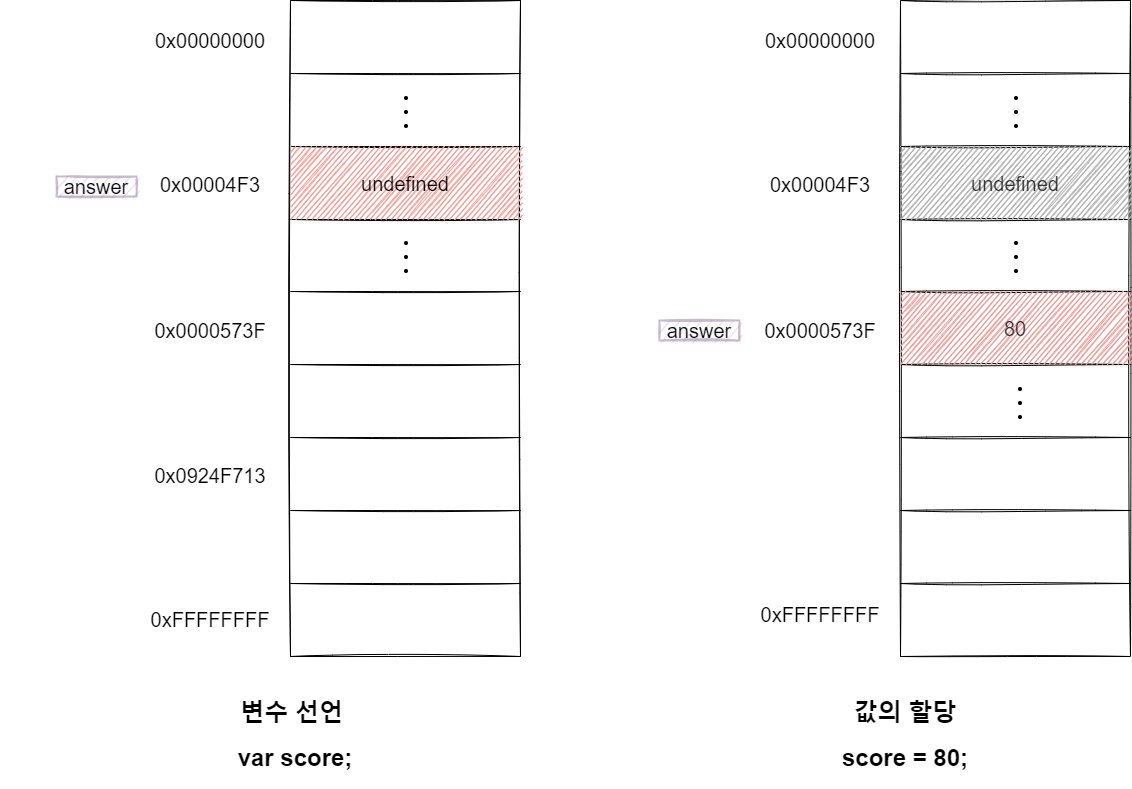 0x00000000
answer
0x00004F3
undefined
0x0000573F
0x0924F713
0xFFFFFFFF
변수 선언
var score;
0x00000000
0x00004F3
undefined
answer
0x0000573F
80
0xFFFFFFFF
값의 할당
score = 80;